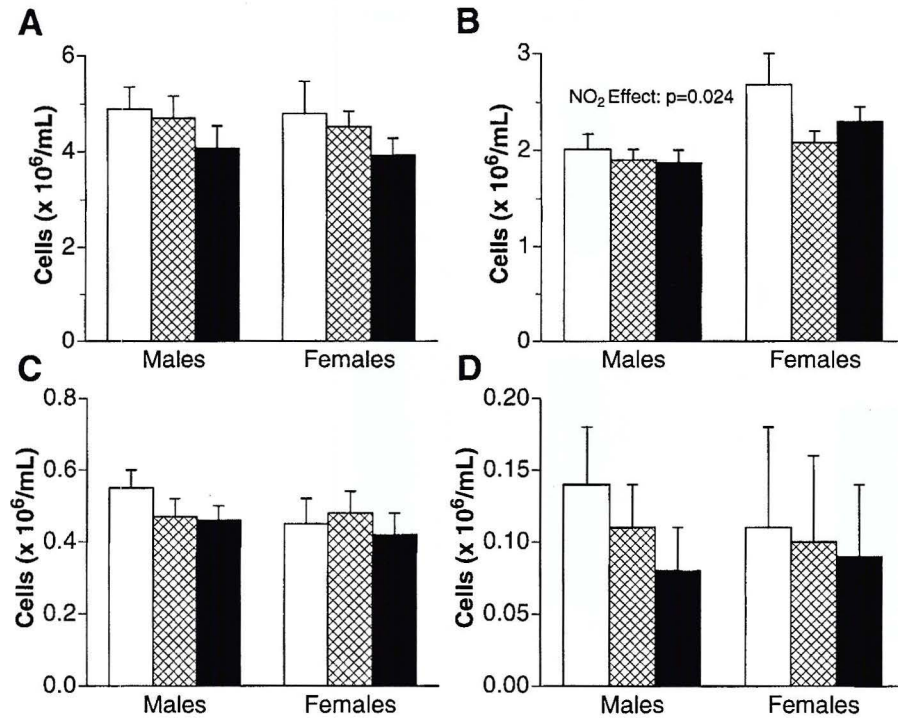 A
Cells (x 10⁶/mL)
6
4
2
0
Males Females
B
Cells (x 10⁶/mL)
3
2
1
0
NO₂ Effect: p=0.024
Males Females
C
Cells (x 10⁶/mL)
0.8
0.6
0.4
0.2
0.0
Males Females
D
Cells (x 10⁶/mL)
0.20
0.15
0.10
0.05
0.00
Males Females